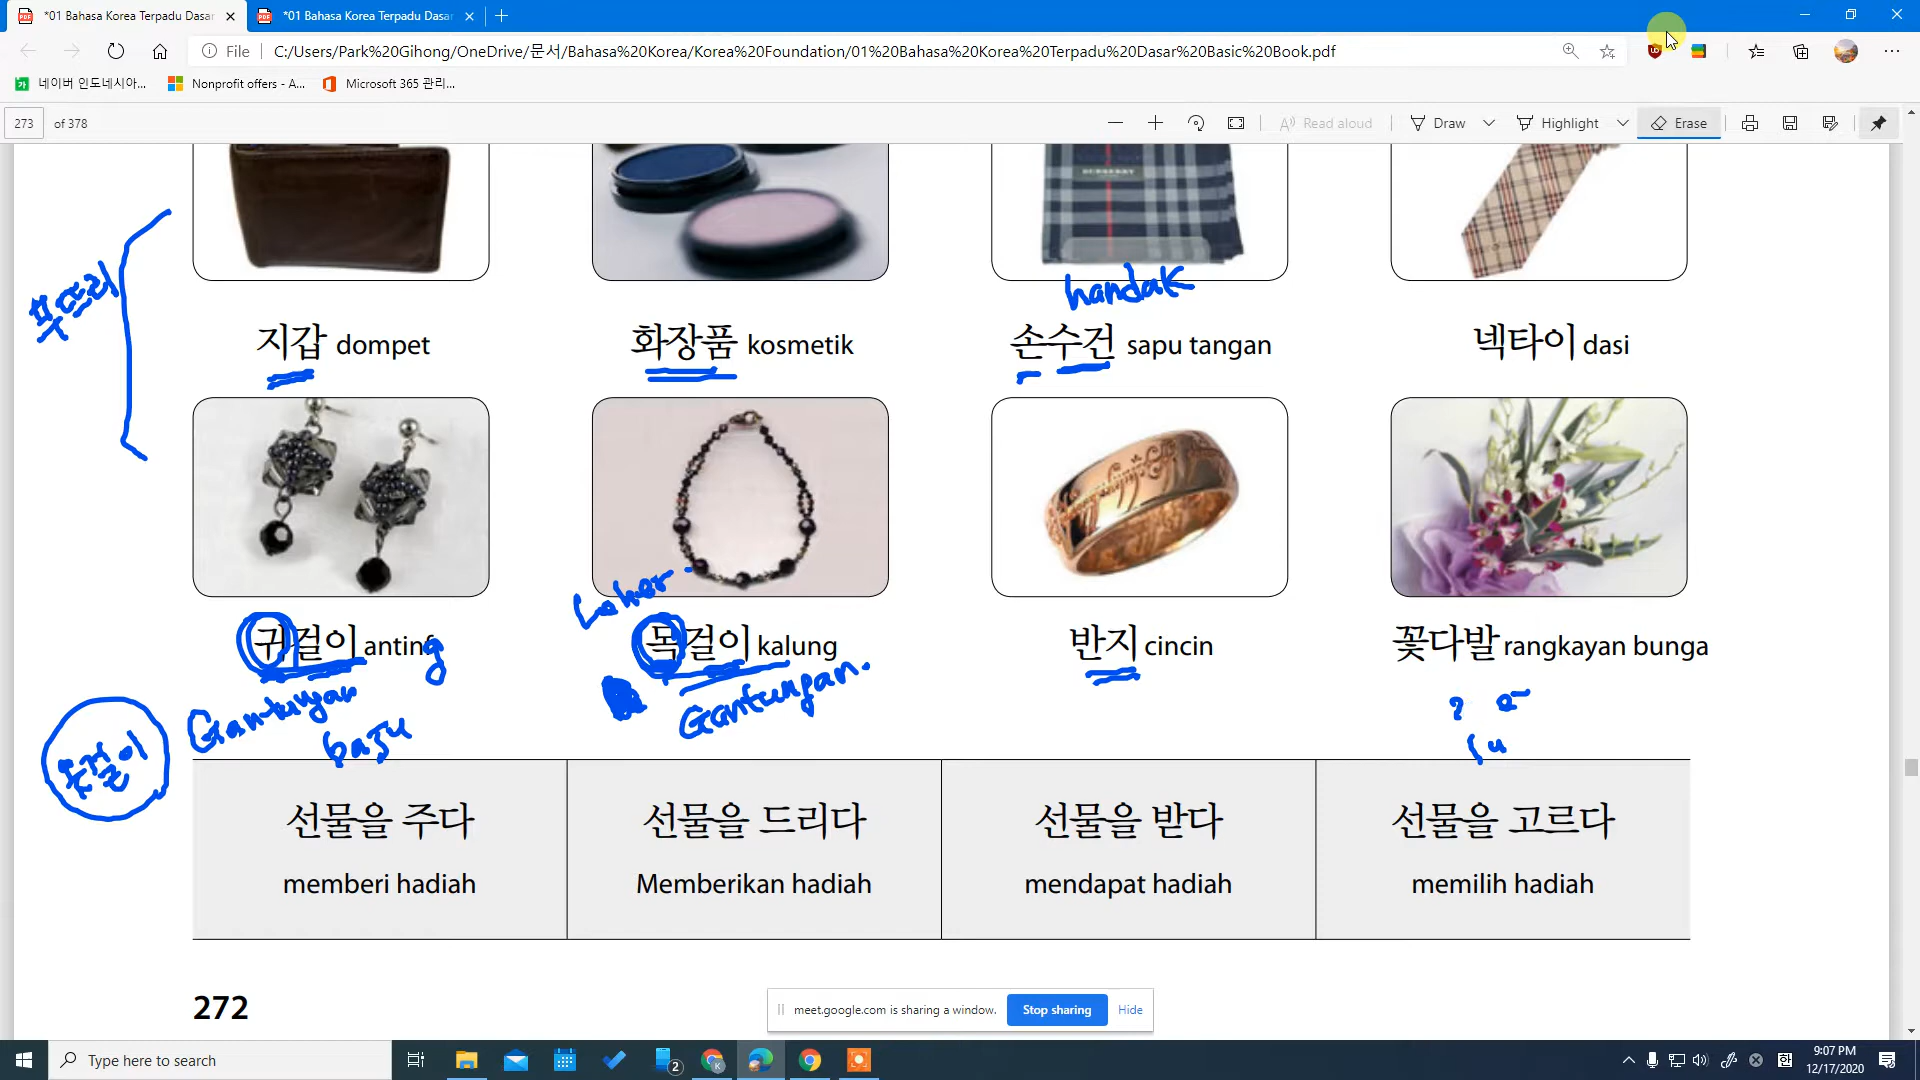 *01 Bahasa Korea Terpadu Dasar
*01 Bahasa Korea Terpadu Dasar
File
C:/Users/Park%20Gihong/OneDrive/문서/Bahasa%20Korea/Korea%20Foundation/01%20Bahasa%20Korea%20Terpadu%20Dasar%20Basic%20Book.pdf
네이버 인도네시아... Nonprofit offers - A... Microsoft 365 관리...
273 of 378 Read aloud Draw Highlight Erase
BURBERRY
handak
지갑 dompet 화장품 kosmetik 손수건 sapu tangan 넥타이 dasi
귀걸이 anting 목걸이 kalung 반지 cincin 꽃다발 rangkayan bunga
Gantungan baju
Gantungan.
옷걸이
선물을 주다 선물을 드리다 선물을 받다 선물을 고르다
memberi hadiah Memberikan hadiah mendapat hadiah memilih hadiah
272
meet.google.com is sharing a window. Stop sharing Hide
Type here to search
2
한
9:07 PM
12/17/2020